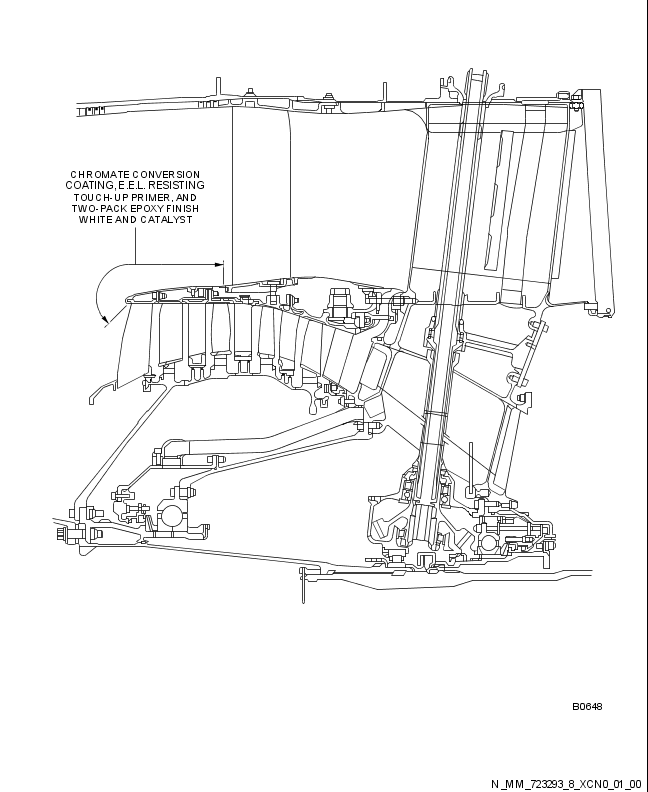 CHROMATE CONVERSION
COATING, E.E.L. RESISTING
TOUCH-UP PRIMER, AND
TWO-PACK EPOXY FINISH
WHITE AND CATALYST
B0648
N_MM_723293_8_XCN0_01_00